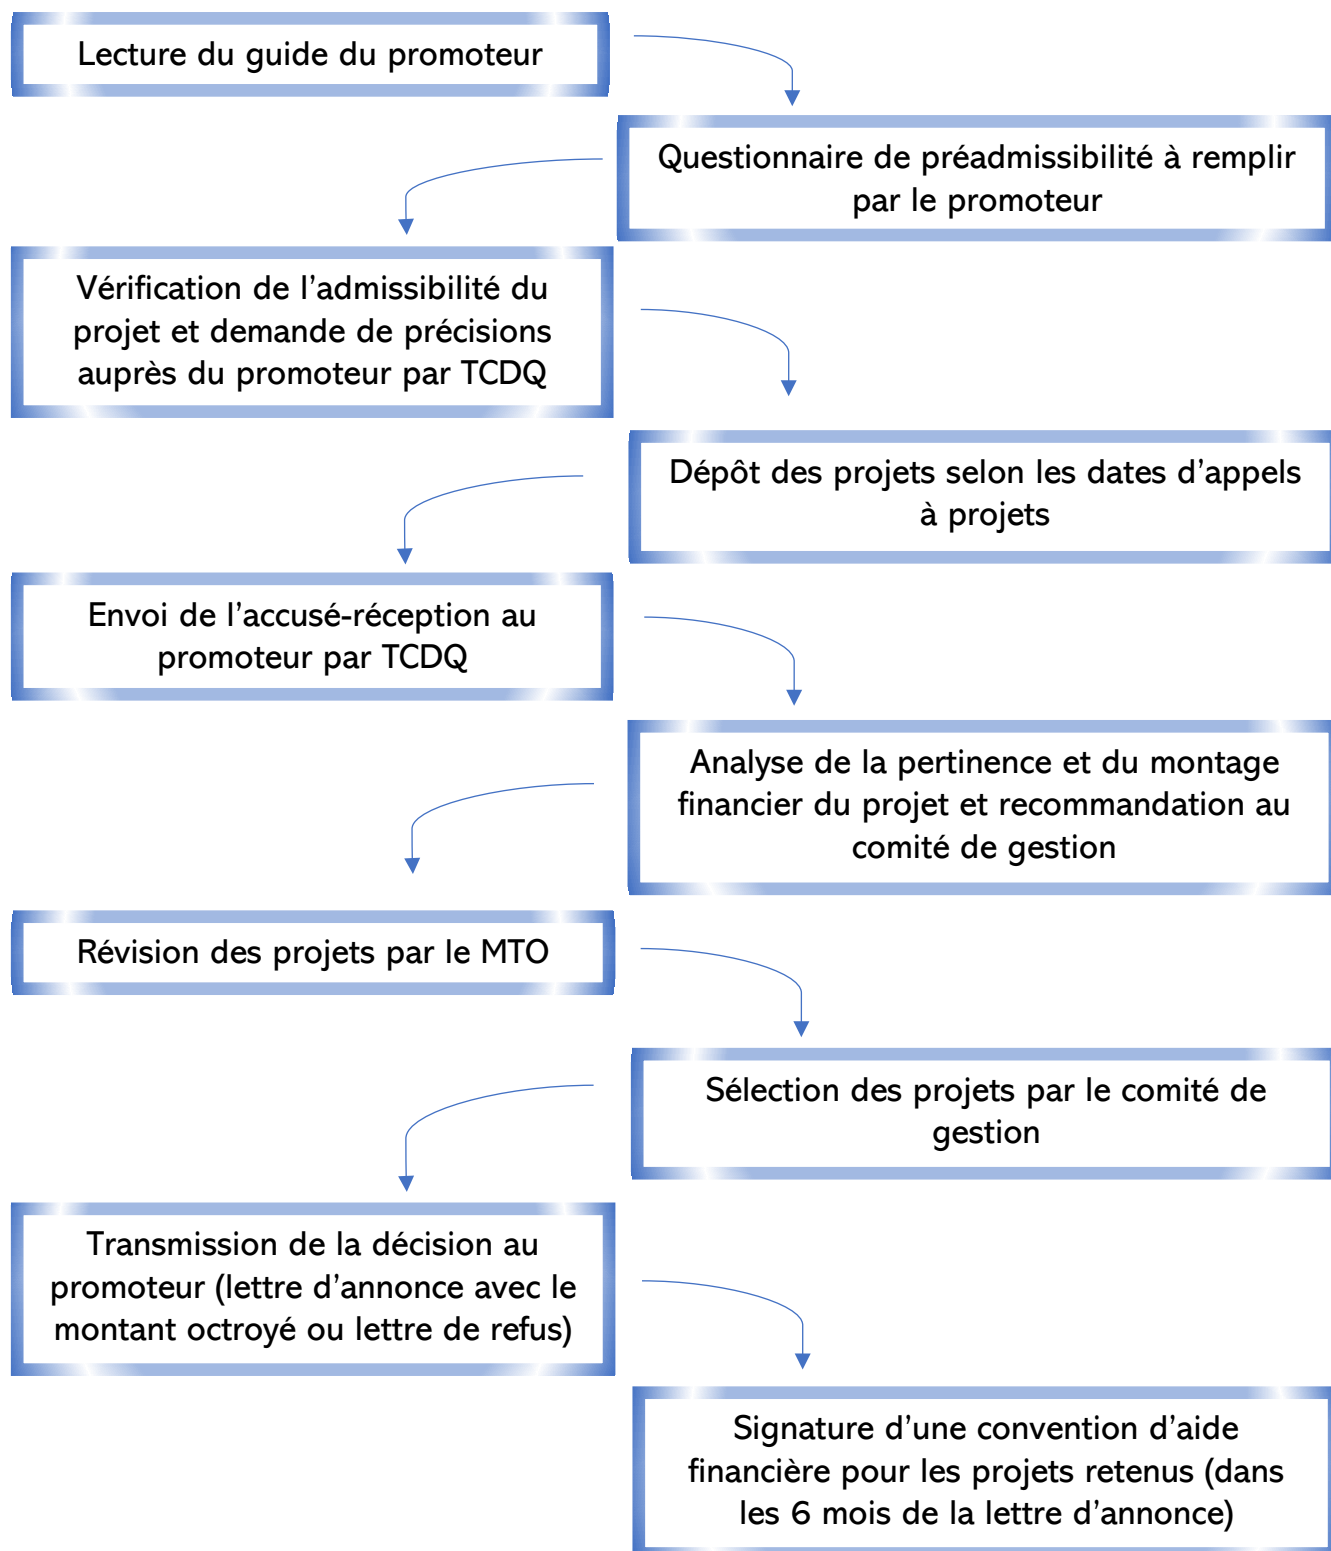 Lecture du guide du promoteur
Questionnaire de préadmissibilité à remplir
par le promoteur
Vérification de l’admissibilité du
projet et demande de précisions
auprès du promoteur par TCDQ
Dépôt des projets selon les dates d’appels
à projets
Envoi de l’accusé-réception au
promoteur par TCDQ
Analyse de la pertinence et du montage
financier du projet et recommandation au
comité de gestion
Révision des projets par le MTO
Sélection des projets par le comité de
gestion
Transmission de la décision au
promoteur (lettre d’annonce avec le
montant octroyé ou lettre de refus)
Signature d’une convention d’aide
financière pour les projets retenus (dans
les 6 mois de la lettre d’annonce)